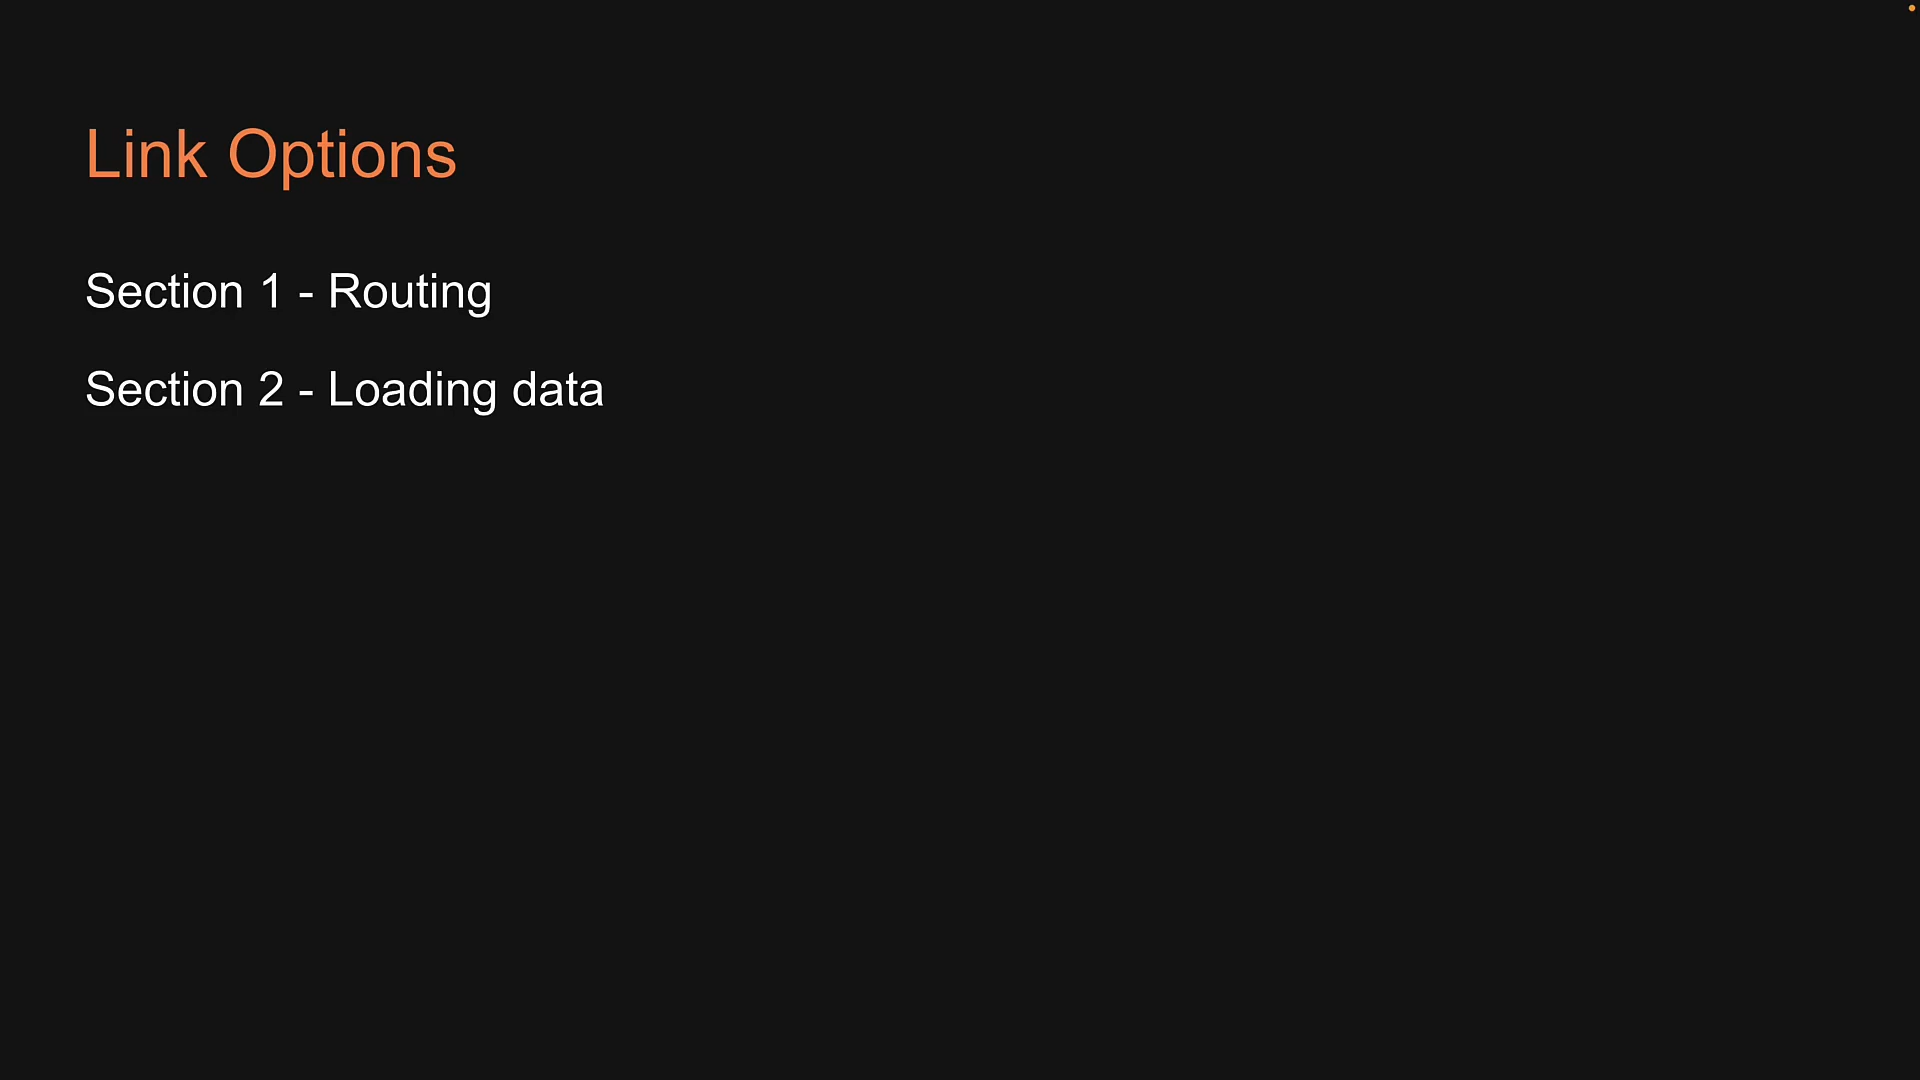 Link Options
Section 1 - Routing
Section 2 - Loading data